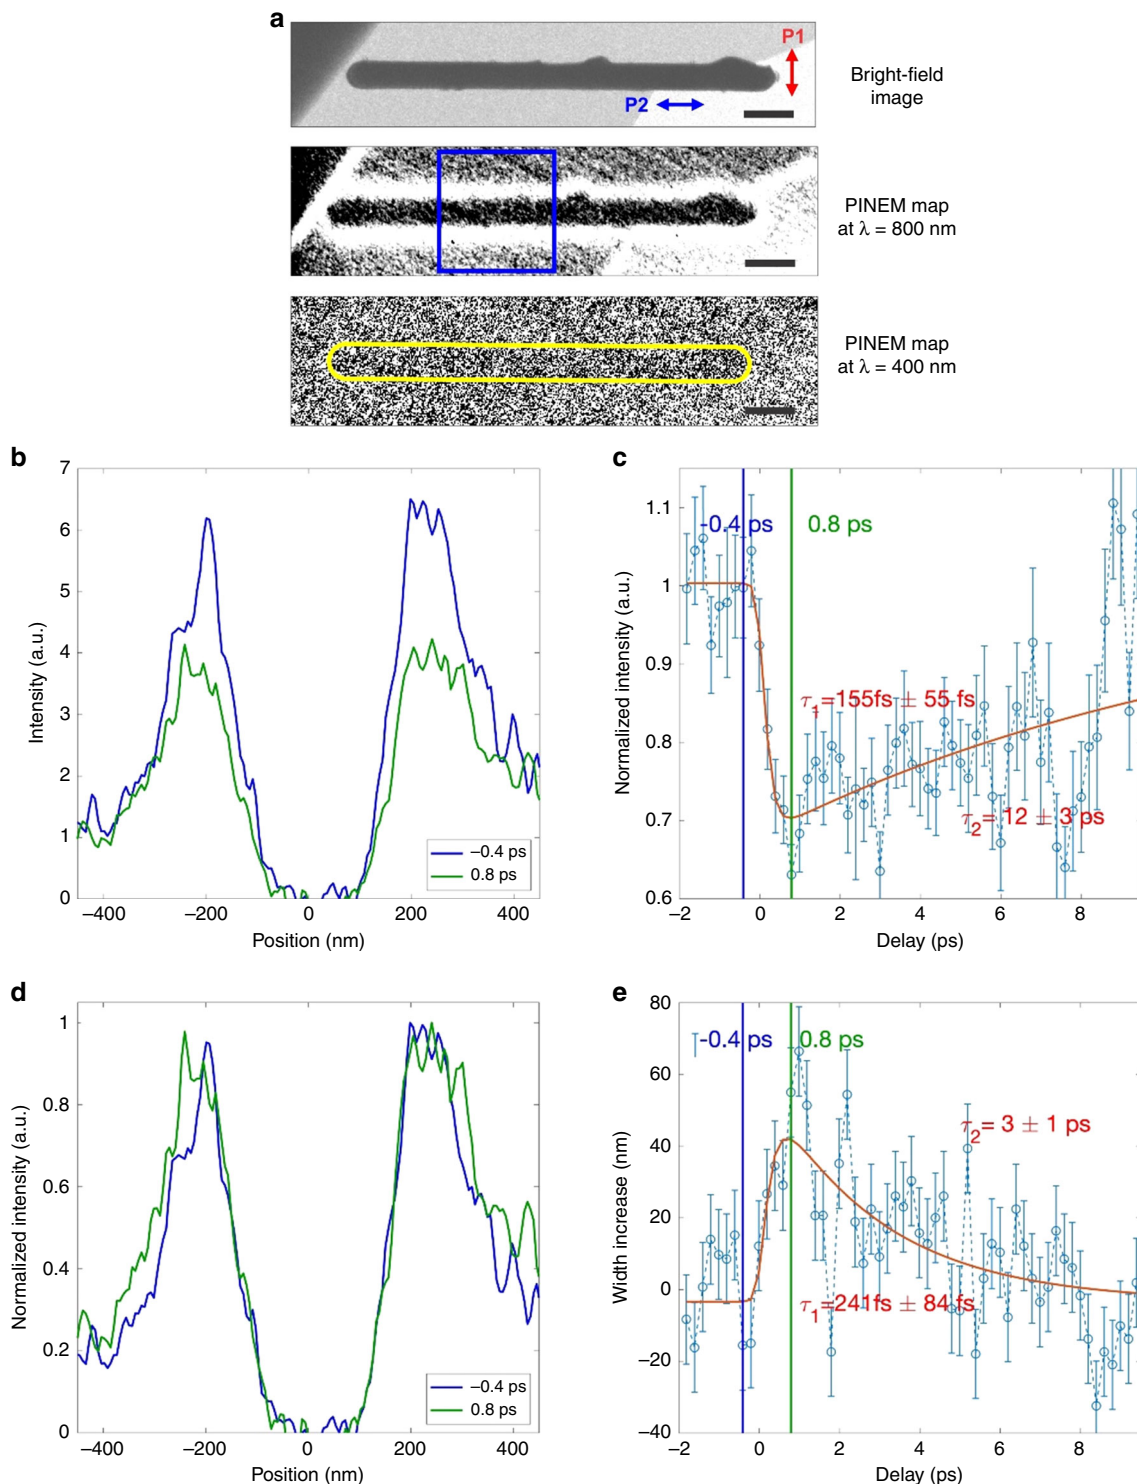 a
P1
P2
Bright-field
image
PINEM map
at λ = 800 nm
PINEM map
at λ = 400 nm
b
7
6
5
4
3
2
1
0
Intensity (a.u.)
−400
−200
0
200
400
Position (nm)
−0.4 ps
0.8 ps
c
1.1
1
0.9
0.8
0.7
0.6
Normalized intensity (a.u.)
-0.4 ps
0.8 ps
τ1=155fs ± 55 fs
τ2= 12 ± 3 ps
−2
0
2
4
6
8
Delay (ps)
d
1
0.8
0.6
0.4
0.2
0
Normalized intensity (a.u.)
−400
−200
0
200
400
Position (nm)
−0.4 ps
0.8 ps
e
80
60
40
20
0
−20
−40
Width increase (nm)
-0.4 ps
0.8 ps
τ2= 3 ± 1 ps
τ1=241fs ± 84fs
−2
0
2
4
6
8
Delay (ps)